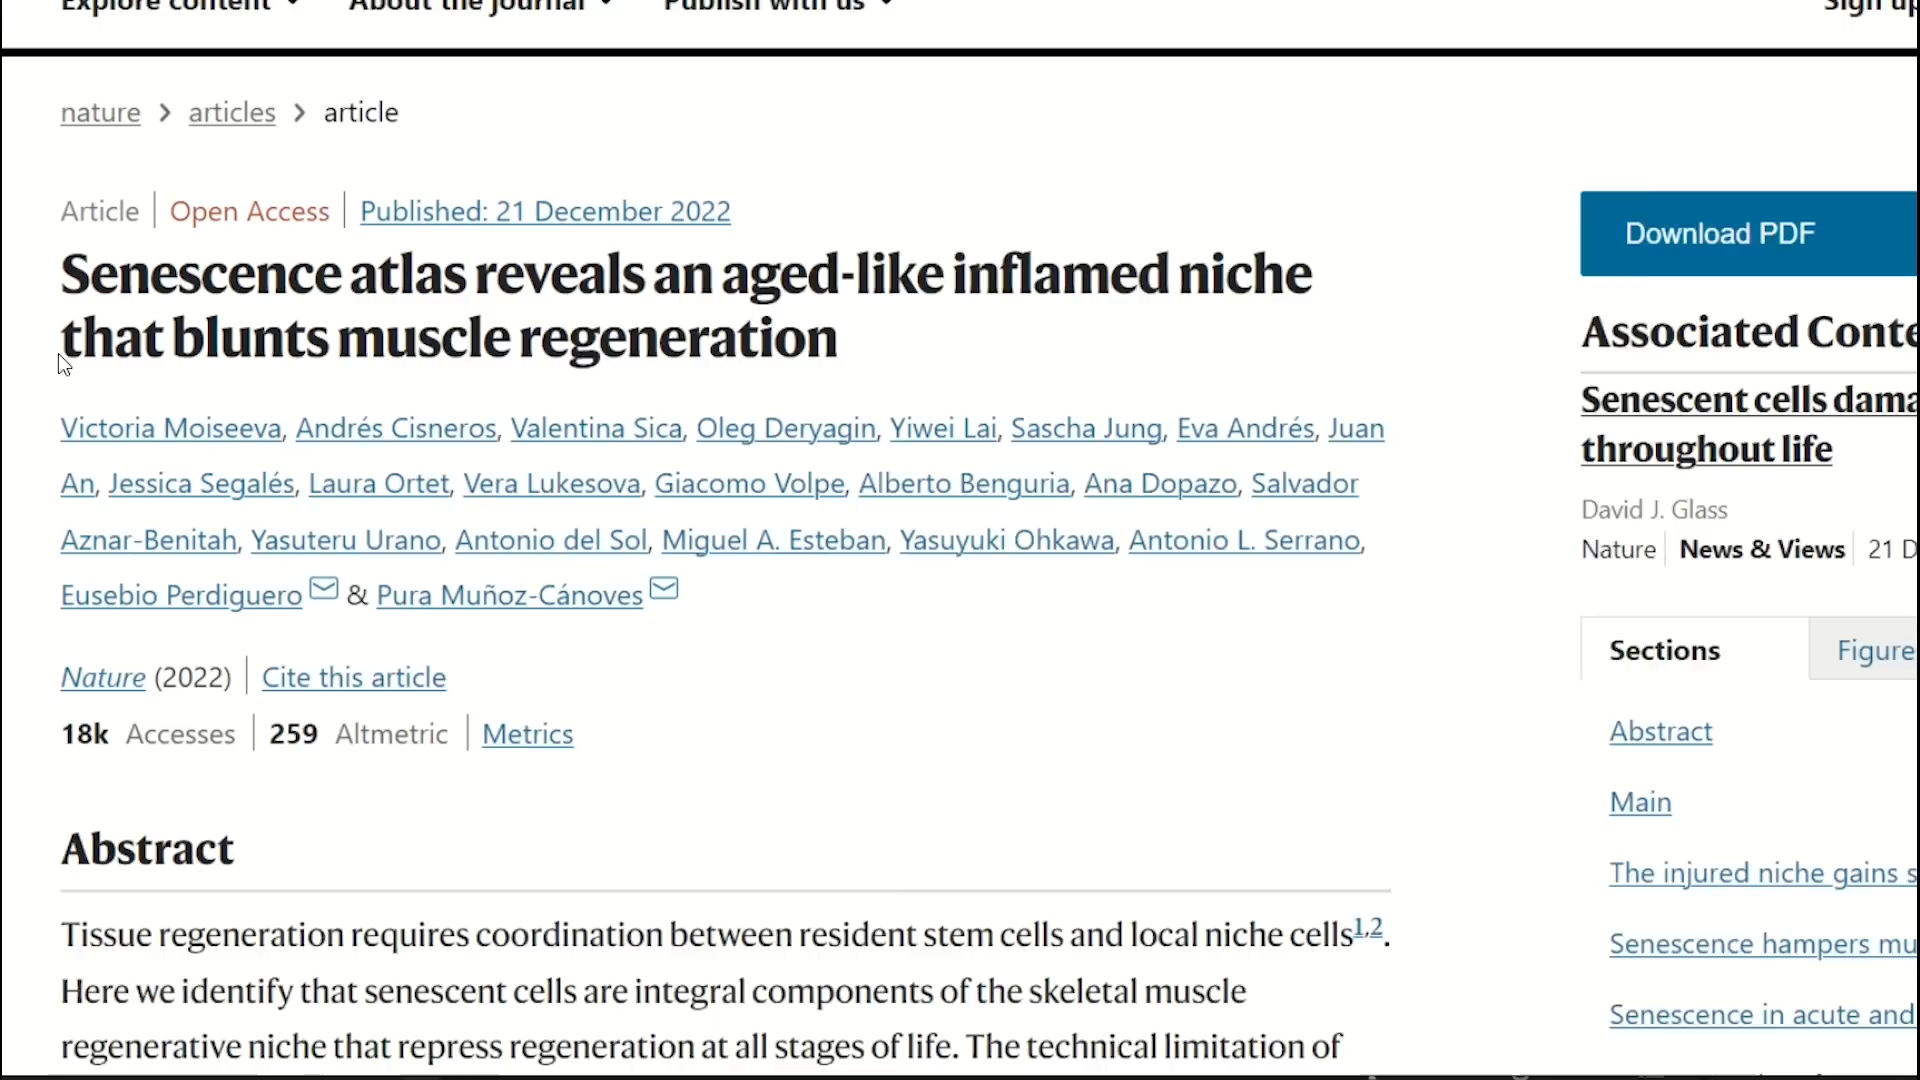 Explore content About the journal Publish with us Sign up
nature > articles > article
Article | Open Access | Published: 21 December 2022
Senescence atlas reveals an aged-like inflamed niche
that blunts muscle regeneration
Victoria Moiseeva, Andrés Cisneros, Valentina Sica, Oleg Deryagin, Yiwei Lai, Sascha Jung, Eva Andrés, Juan
An, Jessica Segalés, Laura Ortet, Vera Lukesova, Giacomo Volpe, Alberto Benguria, Ana Dopazo, Salvador
Aznar-Benitah, Yasuteru Urano, Antonio del Sol, Miguel A. Esteban, Yasuyuki Ohkawa, Antonio L. Serrano,
Eusebio Perdiguero & Pura Muñoz-Cánoves
Nature (2022) | Cite this article
18k Accesses | 259 Altmetric | Metrics
Abstract
Tissue regeneration requires coordination between resident stem cells and local niche cells1,2.
Here we identify that senescent cells are integral components of the skeletal muscle
regenerative niche that repress regeneration at all stages of life. The technical limitation of
Download PDF
Associated Conte
Senescent cells dama
throughout life
David J. Glass
Nature | News & Views | 21 D
Sections Figure
Abstract
Main
The injured niche gains s
Senescence hampers mu
Senescence in acute and